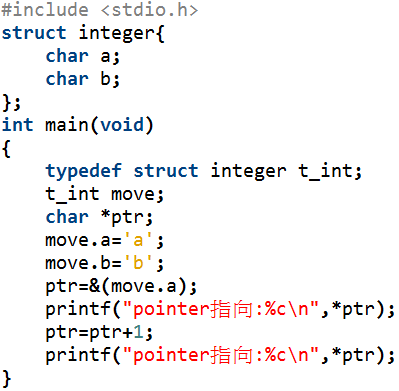 #include <stdio.h>
struct integer{
    char a;
    char b;
};
int main(void)
{
    typedef struct integer t_int;
    t_int move;
    char *ptr;
    move.a='a';
    move.b='b';
    ptr=&(move.a);
    printf("pointer指向:%c\n",*ptr);
    ptr=ptr+1;
    printf("pointer指向:%c\n",*ptr);
}